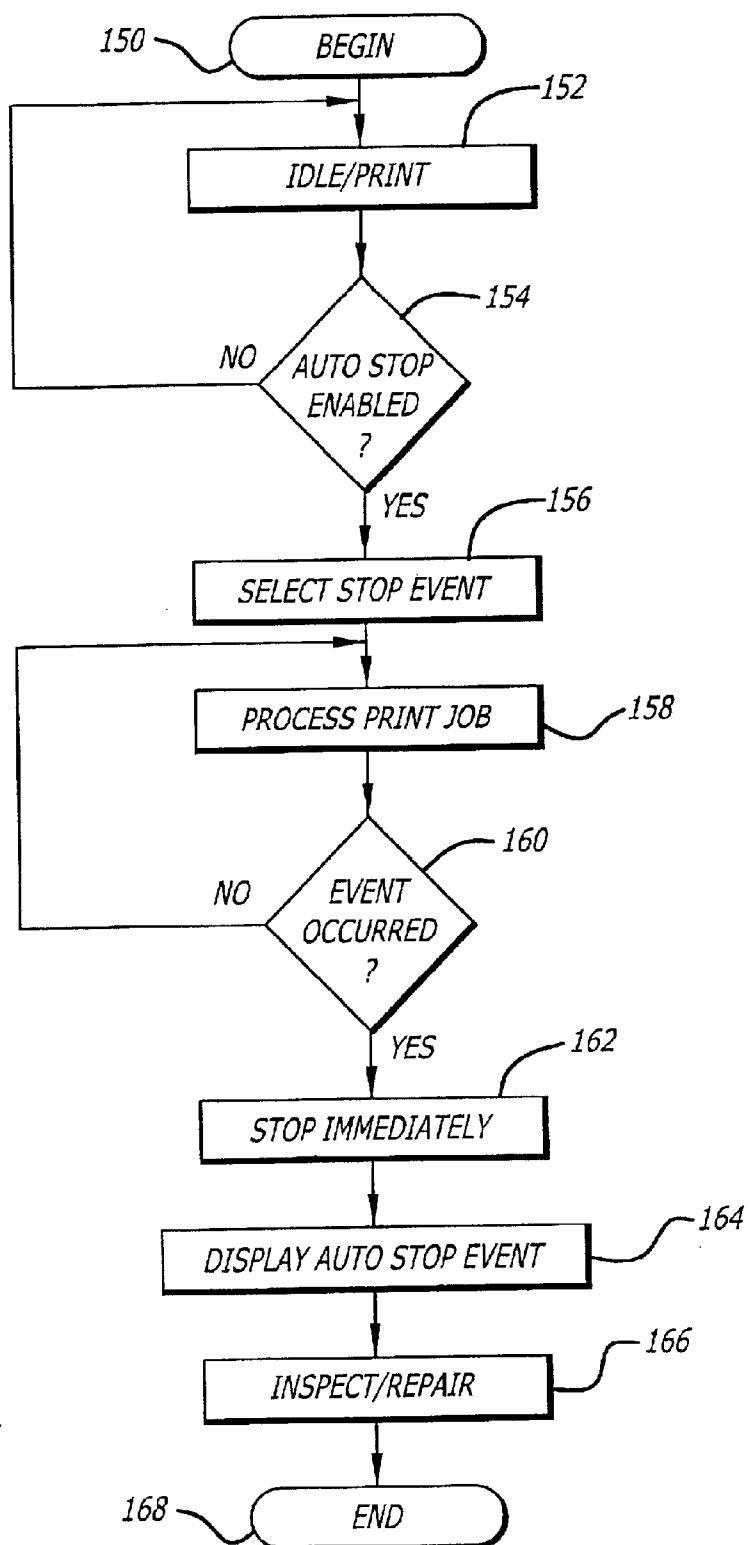 150
BEGIN
152
IDLE/PRINT
154
NO
AUTO STOP
ENABLED
?
YES
156
SELECT STOP EVENT
PROCESS PRINT JOB
158
160
NO
EVENT
OCCURRED
?
YES
162
STOP IMMEDIATELY
164
DISPLAY AUTO STOP EVENT
166
INSPECT/REPAIR
168
END